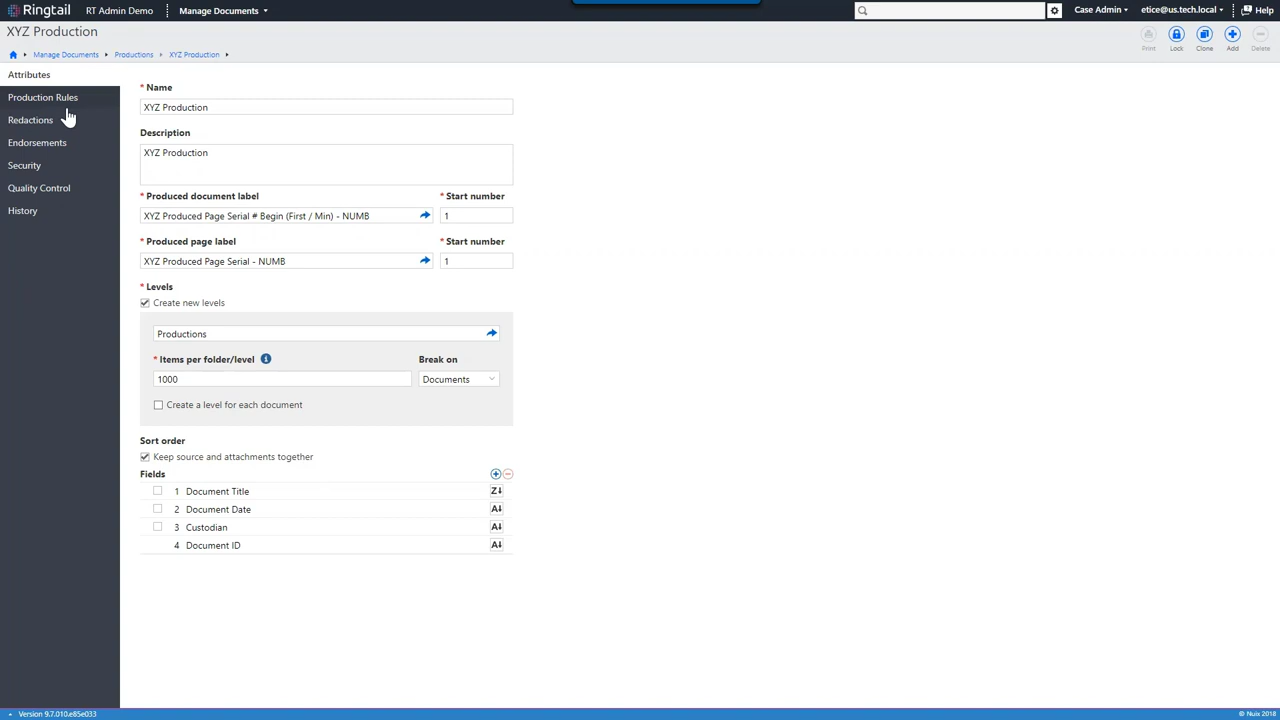 Ringtail RT Admin Demo Manage Documents Case Admin etice@us.tech.local Help
XYZ Production
Manage Documents Productions XYZ Production
Print Lock Clone Add Delete
Attributes
Production Rules
Redactions
Endorsements
Security
Quality Control
History
* Name
XYZ Production
Description
XYZ Production
* Produced document label * Start number
XYZ Produced Page Serial # Begin (First / Min) - NUMB 1
* Produced page label * Start number
XYZ Produced Page Serial - NUMB 1
* Levels
Create new levels
Productions
* Items per folder/level Break on
1000 Documents
Create a level for each document
Sort order
Keep source and attachments together
Fields
1 Document Title Z
2 Document Date A
3 Custodian A
4 Document ID A
Version 9.7.010.e85e033 © Nuix 2018